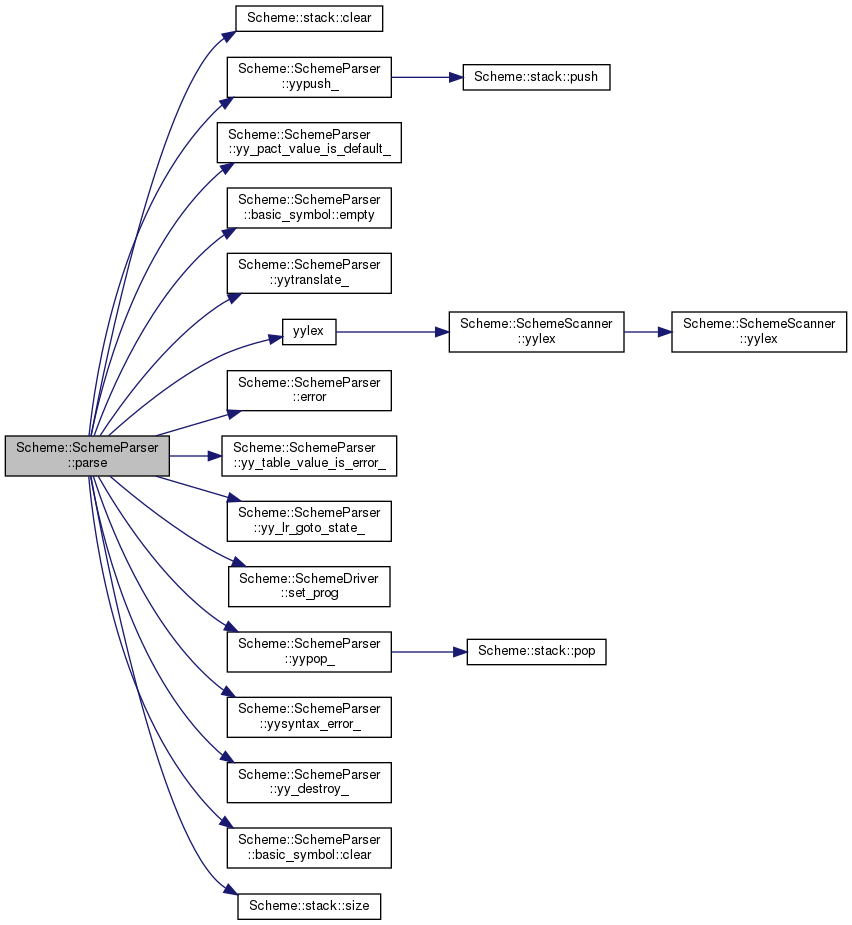 Scheme::stack::clear
Scheme::SchemeParser
::yypush_
Scheme::stack::push
Scheme::SchemeParser
::yy_pact_value_is_default_
Scheme::SchemeParser
::basic_symbol::empty
Scheme::SchemeParser
::yytranslate_
yylex
Scheme::SchemeScanner
::yylex
Scheme::SchemeScanner
::yylex
Scheme::SchemeParser
::error
Scheme::SchemeParser
::parse
Scheme::SchemeParser
::yy_table_value_is_error_
Scheme::SchemeParser
::yy_lr_goto_state_
Scheme::SchemeDriver
::set_prog
Scheme::SchemeParser
::yypop_
Scheme::stack::pop
Scheme::SchemeParser
::yysyntax_error_
Scheme::SchemeParser
::yy_destroy_
Scheme::SchemeParser
::basic_symbol::clear
Scheme::stack::size